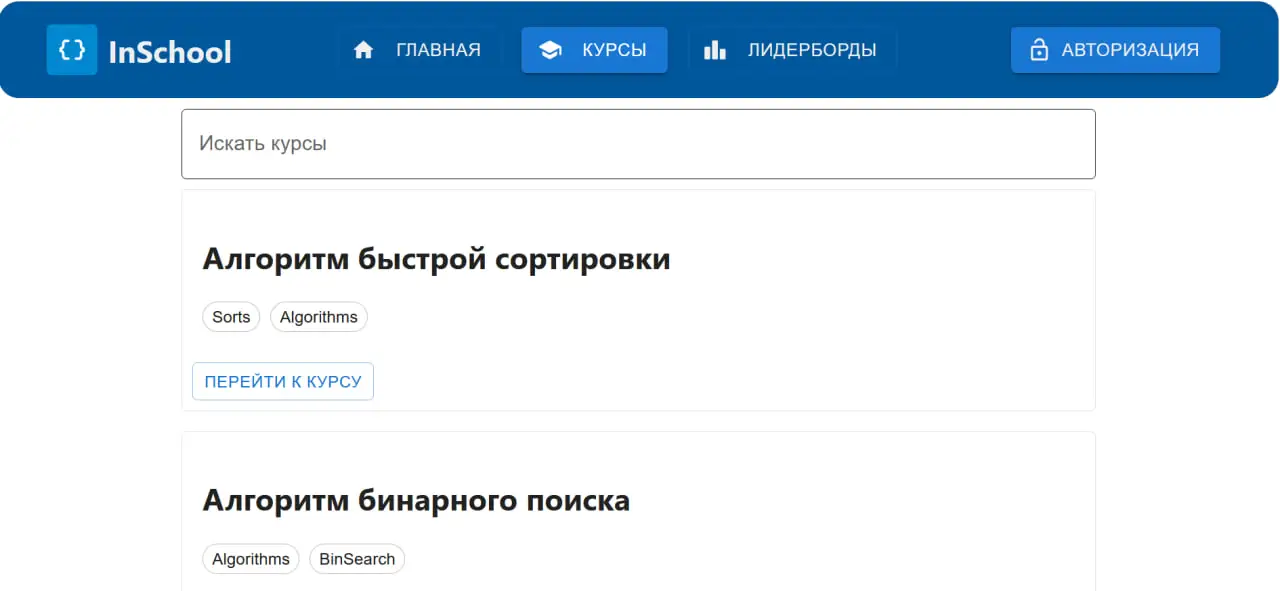 {} InSchool ГЛАВНАЯ КУРСЫ ЛИДЕРБОРДЫ АВТОРИЗАЦИЯ
Искать курсы
Алгоритм быстрой сортировки
Sorts Algorithms
ПЕРЕЙТИ К КУРСУ
Алгоритм бинарного поиска
Algorithms BinSearch